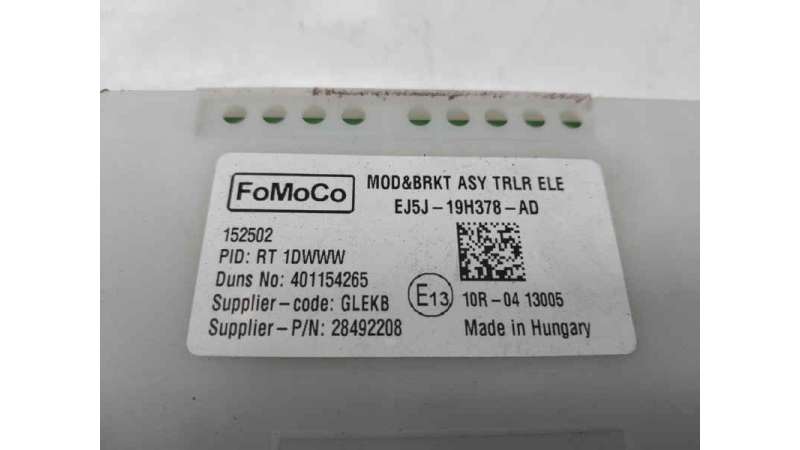 FoMoCo
MOD&BRKT ASY TRLR ELE
EJ5J-19H378-AD
152502
PID: RT 1DWWW
Duns No: 401154265
Supplier-code: GLEKB
Supplier-P/N: 28492208
E13
10R-04 13005
Made in Hungary